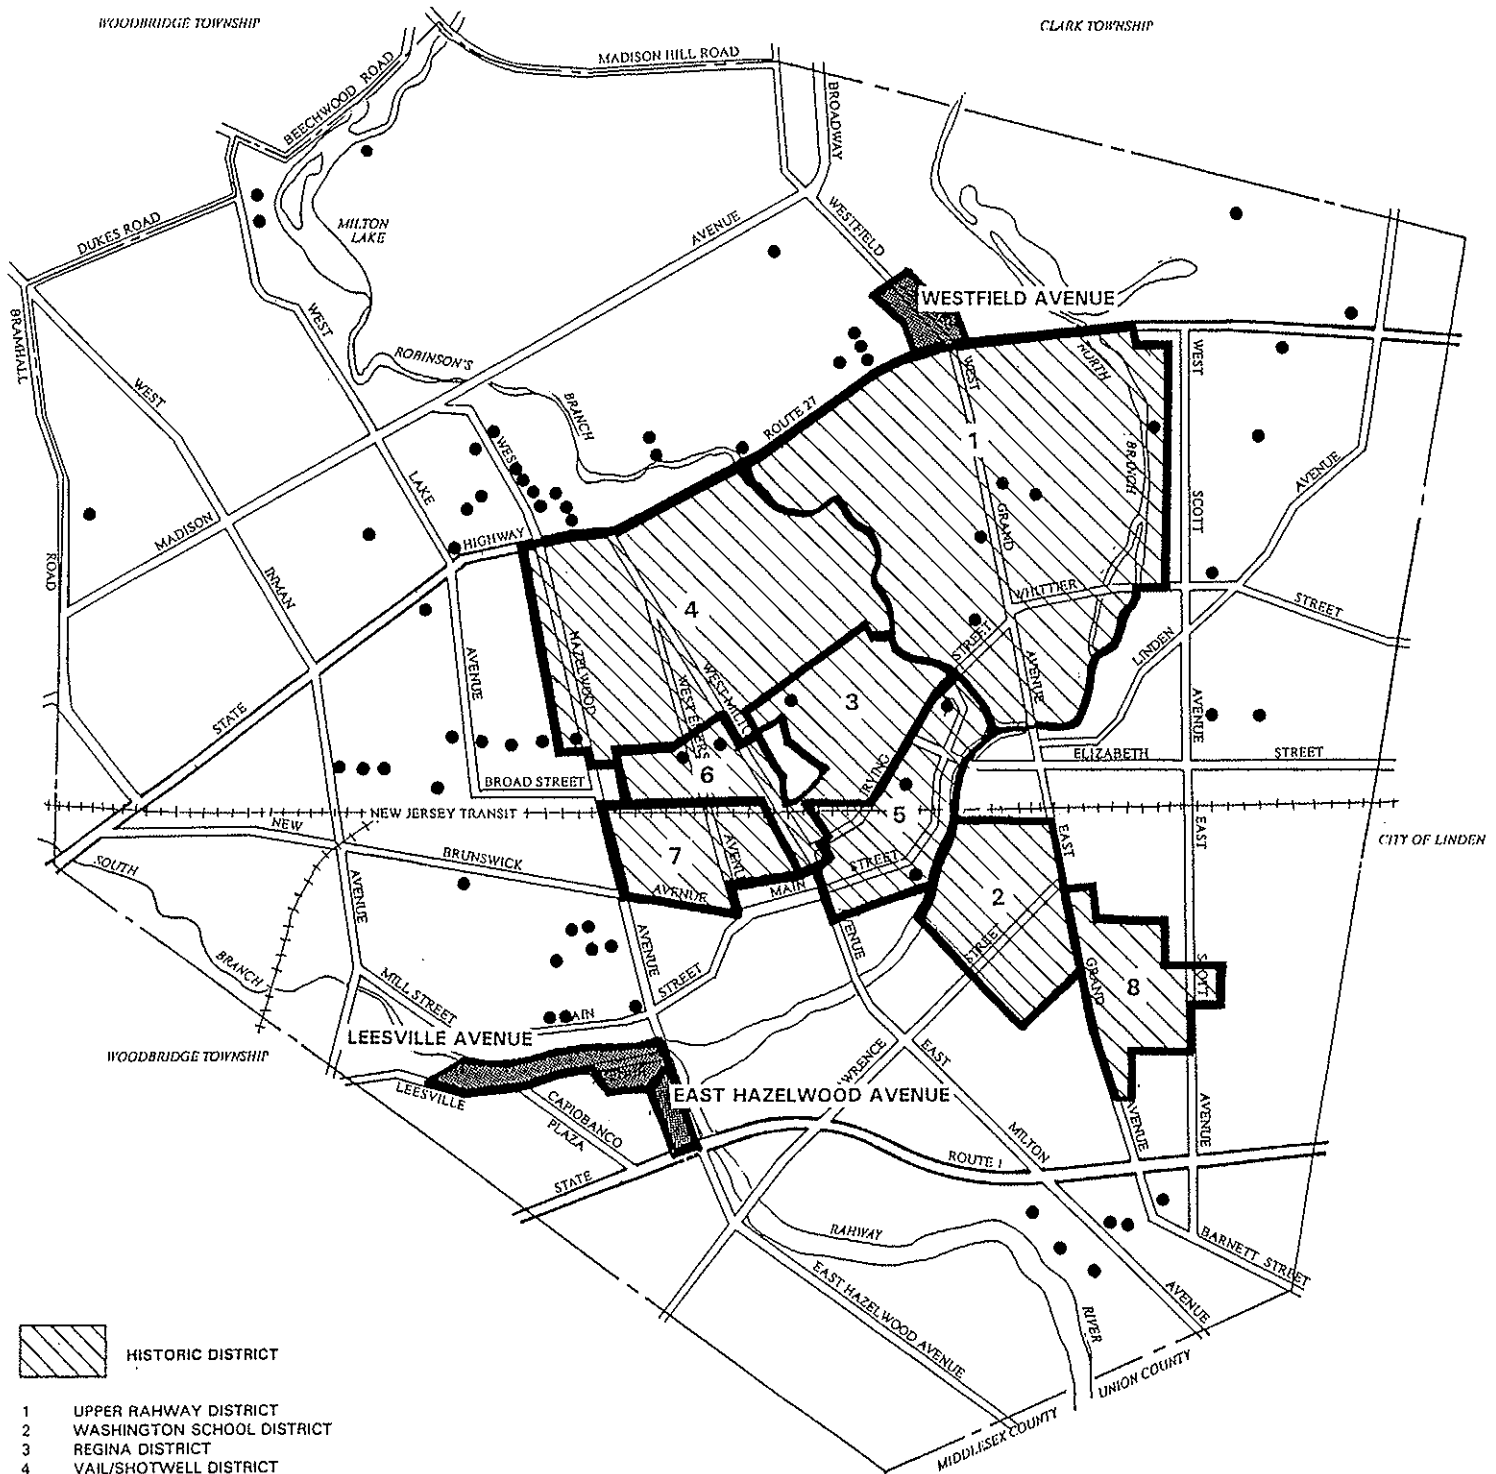 WOODBRIDGE TOWNSHIP
CLARK TOWNSHIP
MADISON HILL ROAD
BEECHWOOD ROAD
BROADWAY
DUKES ROAD
MILTON
LAKE
AVENUE
WESTFIELD
WESTFIELD AVENUE
BRAMHALL
WEST
WEST
ROBINSON'S
BRANCH
ROUTE 27
WEST
NORTH
WEST
WEST
1
BRANCH
LAKE
MADISON
HIGHWAY
GRAND
SCOTT
AVENUE
ROAD
INMAN
4
WHITTIER
STREET
STREET
LINDEN
HAZELWOOD
AVENUE
WEST
AVENUE
STATE
3
AVENUE
ELIZABETH
STREET
BROAD STREET
6
IRVING
5
NEW JERSEY TRANSIT
NEW
BRUNSWICK
7
AVENUE
AVENUE
MAIN
STREET
EAST
EAST
CITY OF LINDEN
SOUTH
BRANCH
AVENUE
2
STREET
AVENUE
STREET
GRAND
8
SCOTT
MILL STREET
LEESVILLE AVENUE
WOODBRIDGE TOWNSHIP
LEESVILLE
CAPIOBANCO
PLAZA
EAST HAZELWOOD AVENUE
EAST
MILTON
AVENUE
AVENUE
STATE
ROUTE 1
RAHWAY
RIVER
EAST HAZELWOOD AVENUE
AVENUE
BARNETT STREET
MIDDLESEX COUNTY
UNION COUNTY
HISTORIC DISTRICT
1 UPPER RAHWAY DISTRICT
2 WASHINGTON SCHOOL DISTRICT
3 REGINA DISTRICT
4 VAIL/SHOTWELL DISTRICT